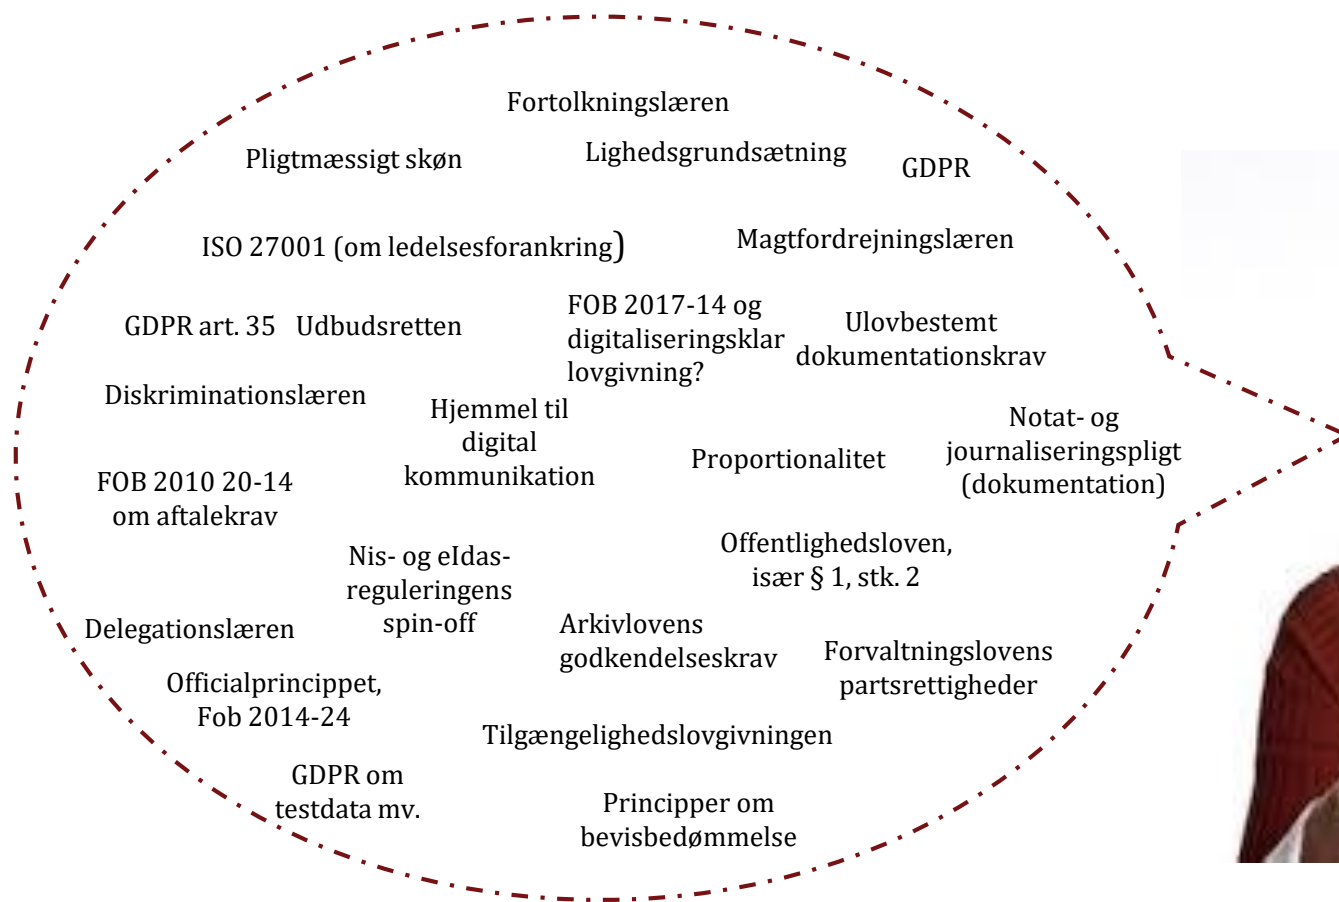 Fortolkningslæren
Pligtmæssigt skøn
Lighedsgrundsætning
GDPR
ISO 27001 (om ledelsesforankring)
Magtfordrejningslæren
GDPR art. 35
Udbudsretten
FOB 2017-14 og
digitaliseringsklar
lovgivning?
Ulovbestemt
dokumentationskrav
Diskriminationslæren
Hjemmel til
digital
kommunikation
Proportionalitet
Notat- og
journaliseringspligt
(dokumentation)
FOB 2010 20-14
om aftalekrav
Nis- og eIdas-
reguleringens
spin-off
Offentlighedsloven,
især § 1, stk. 2
Delegationslæren
Arkivlovens
godkendelseskrav
Forvaltningslovens
partsrettigheder
Officialprincippet,
Fob 2014-24
Tilgængelighedslovgivningen
GDPR om
testdata mv.
Principper om
bevisbedømmelse